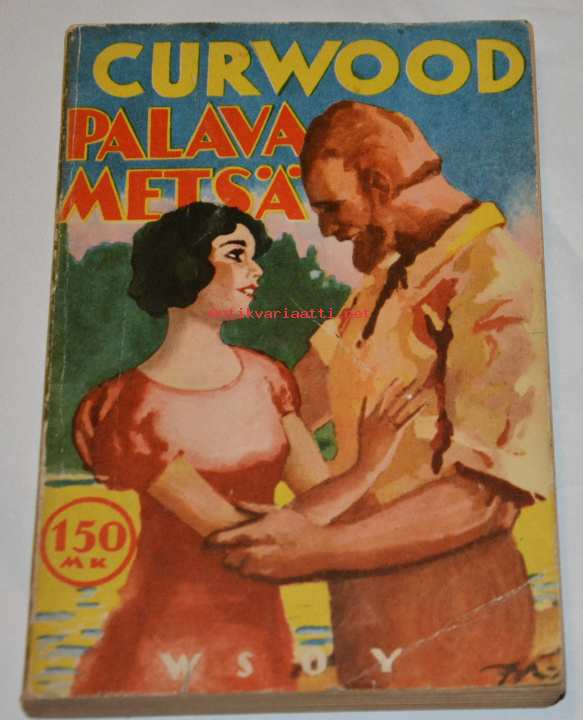 CURWOOD
PALAVA
METSÄ
antikvariaatti.net
150
MK
WSOY